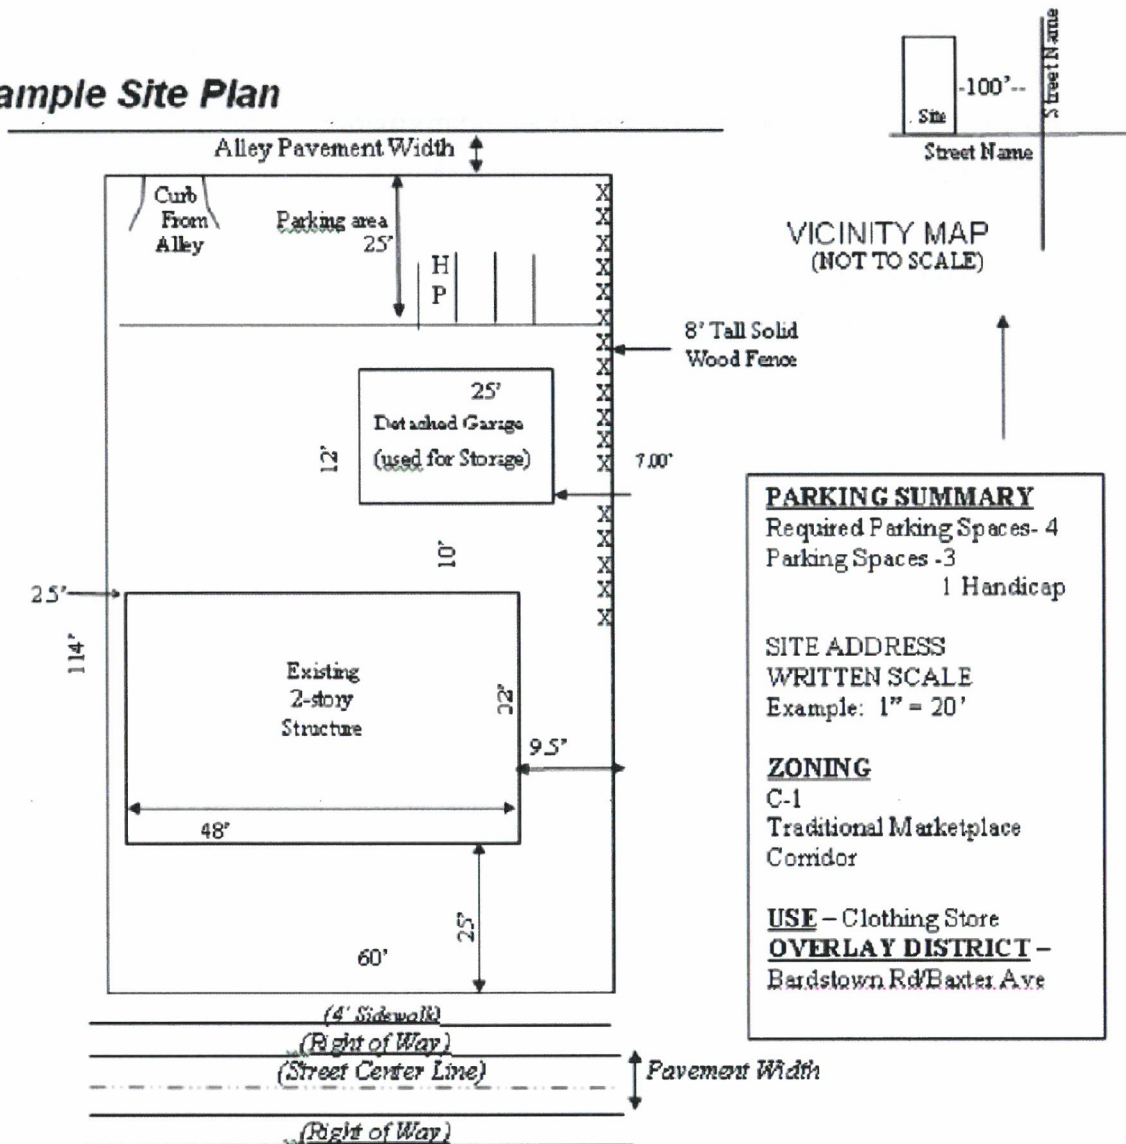 ample Site Plan
Alley Pavement Width
Curb
From
Alley
Parking area
25'
H
P
X
X
X
X
X
X
X
X
X
X
X
X
8' Tall Solid
Wood Fence
25'
Detached Garage
(used for Storage)
12'
7.00'
X
X
X
X
X
10'
2.5'
114'
Existing
2-story
Structure
32'
9.5'
48'
25'
60'
(4' Sidewalk)
(Right of Way)
(Street Center Line)
Pavement Width
(Right of Way)
Site
-100'--
Street Name
Street Name
VICINITY MAP
(NOT TO SCALE)
PARKING SUMMARY
Required Parking Spaces- 4
Parking Spaces -3
1 Handicap
SITE ADDRESS
WRITTEN SCALE
Example: 1" = 20'
ZONING
C-1
Traditional Marketplace
Corridor
USE – Clothing Store
OVERLAY DISTRICT –
Bardstown Rd/Baxter Ave